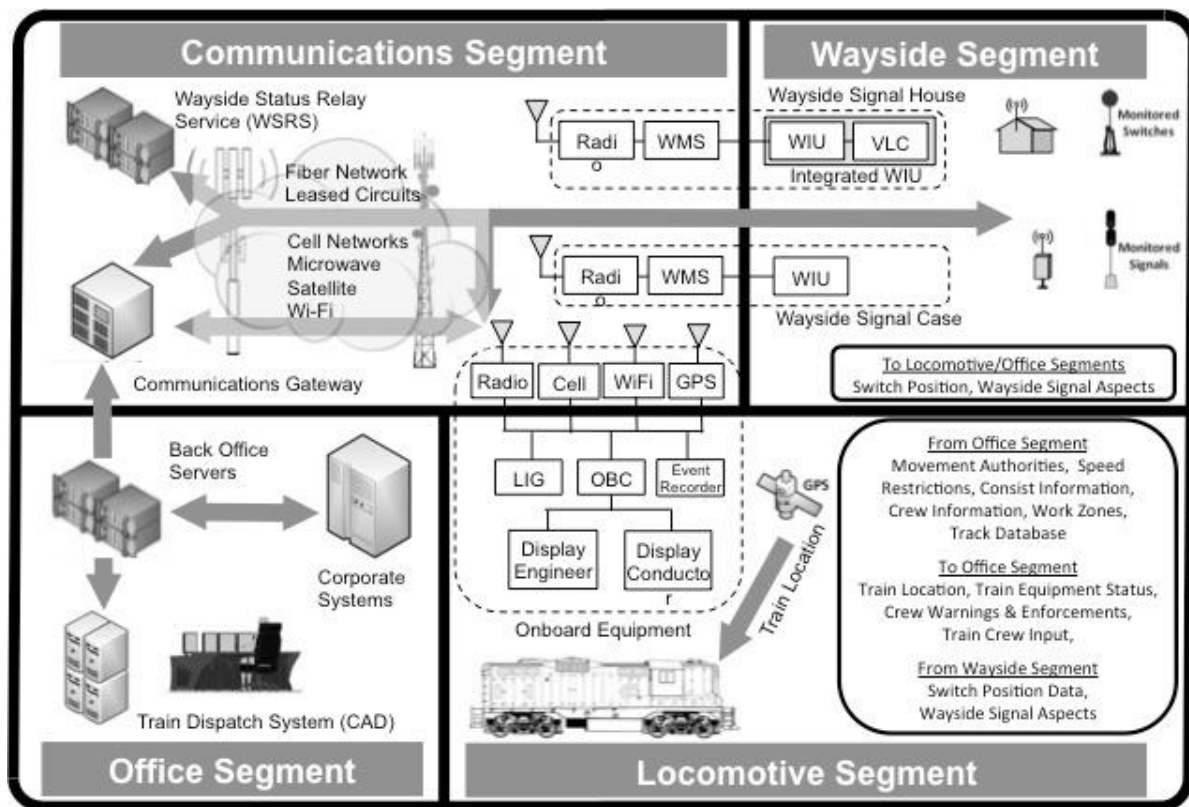 Communications Segment
Wayside Status Relay
Service (WSRS)
Fiber Network
Leased Circuits
Cell Networks
Microwave
Satellite
Wi-Fi
Communications Gateway
Radi
o
WMS
Radi
o
WMS
Radio
Cell
WiFi
GPS
Wayside Segment
Wayside Signal House
WIU
VLC
Integrated WIU
Monitored
Switches
WIU
Wayside Signal Case
Monitored
Signals
To Locomotive/Office Segments
Switch Position, Wayside Signal Aspects
Back Office
Servers
Corporate
Systems
Train Dispatch System (CAD)
Office Segment
LIG
OBC
Event
Recorder
Display
Engineer
Display
Conducto
r
Onboard Equipment
GPS
Train Location
From Office Segment
Movement Authorities, Speed
Restrictions, Consist Information,
Crew Information, Work Zones,
Track Database
To Office Segment
Train Location, Train Equipment Status,
Crew Warnings & Enforcements,
Train Crew Input,
From Wayside Segment
Switch Position Data,
Wayside Signal Aspects
Locomotive Segment